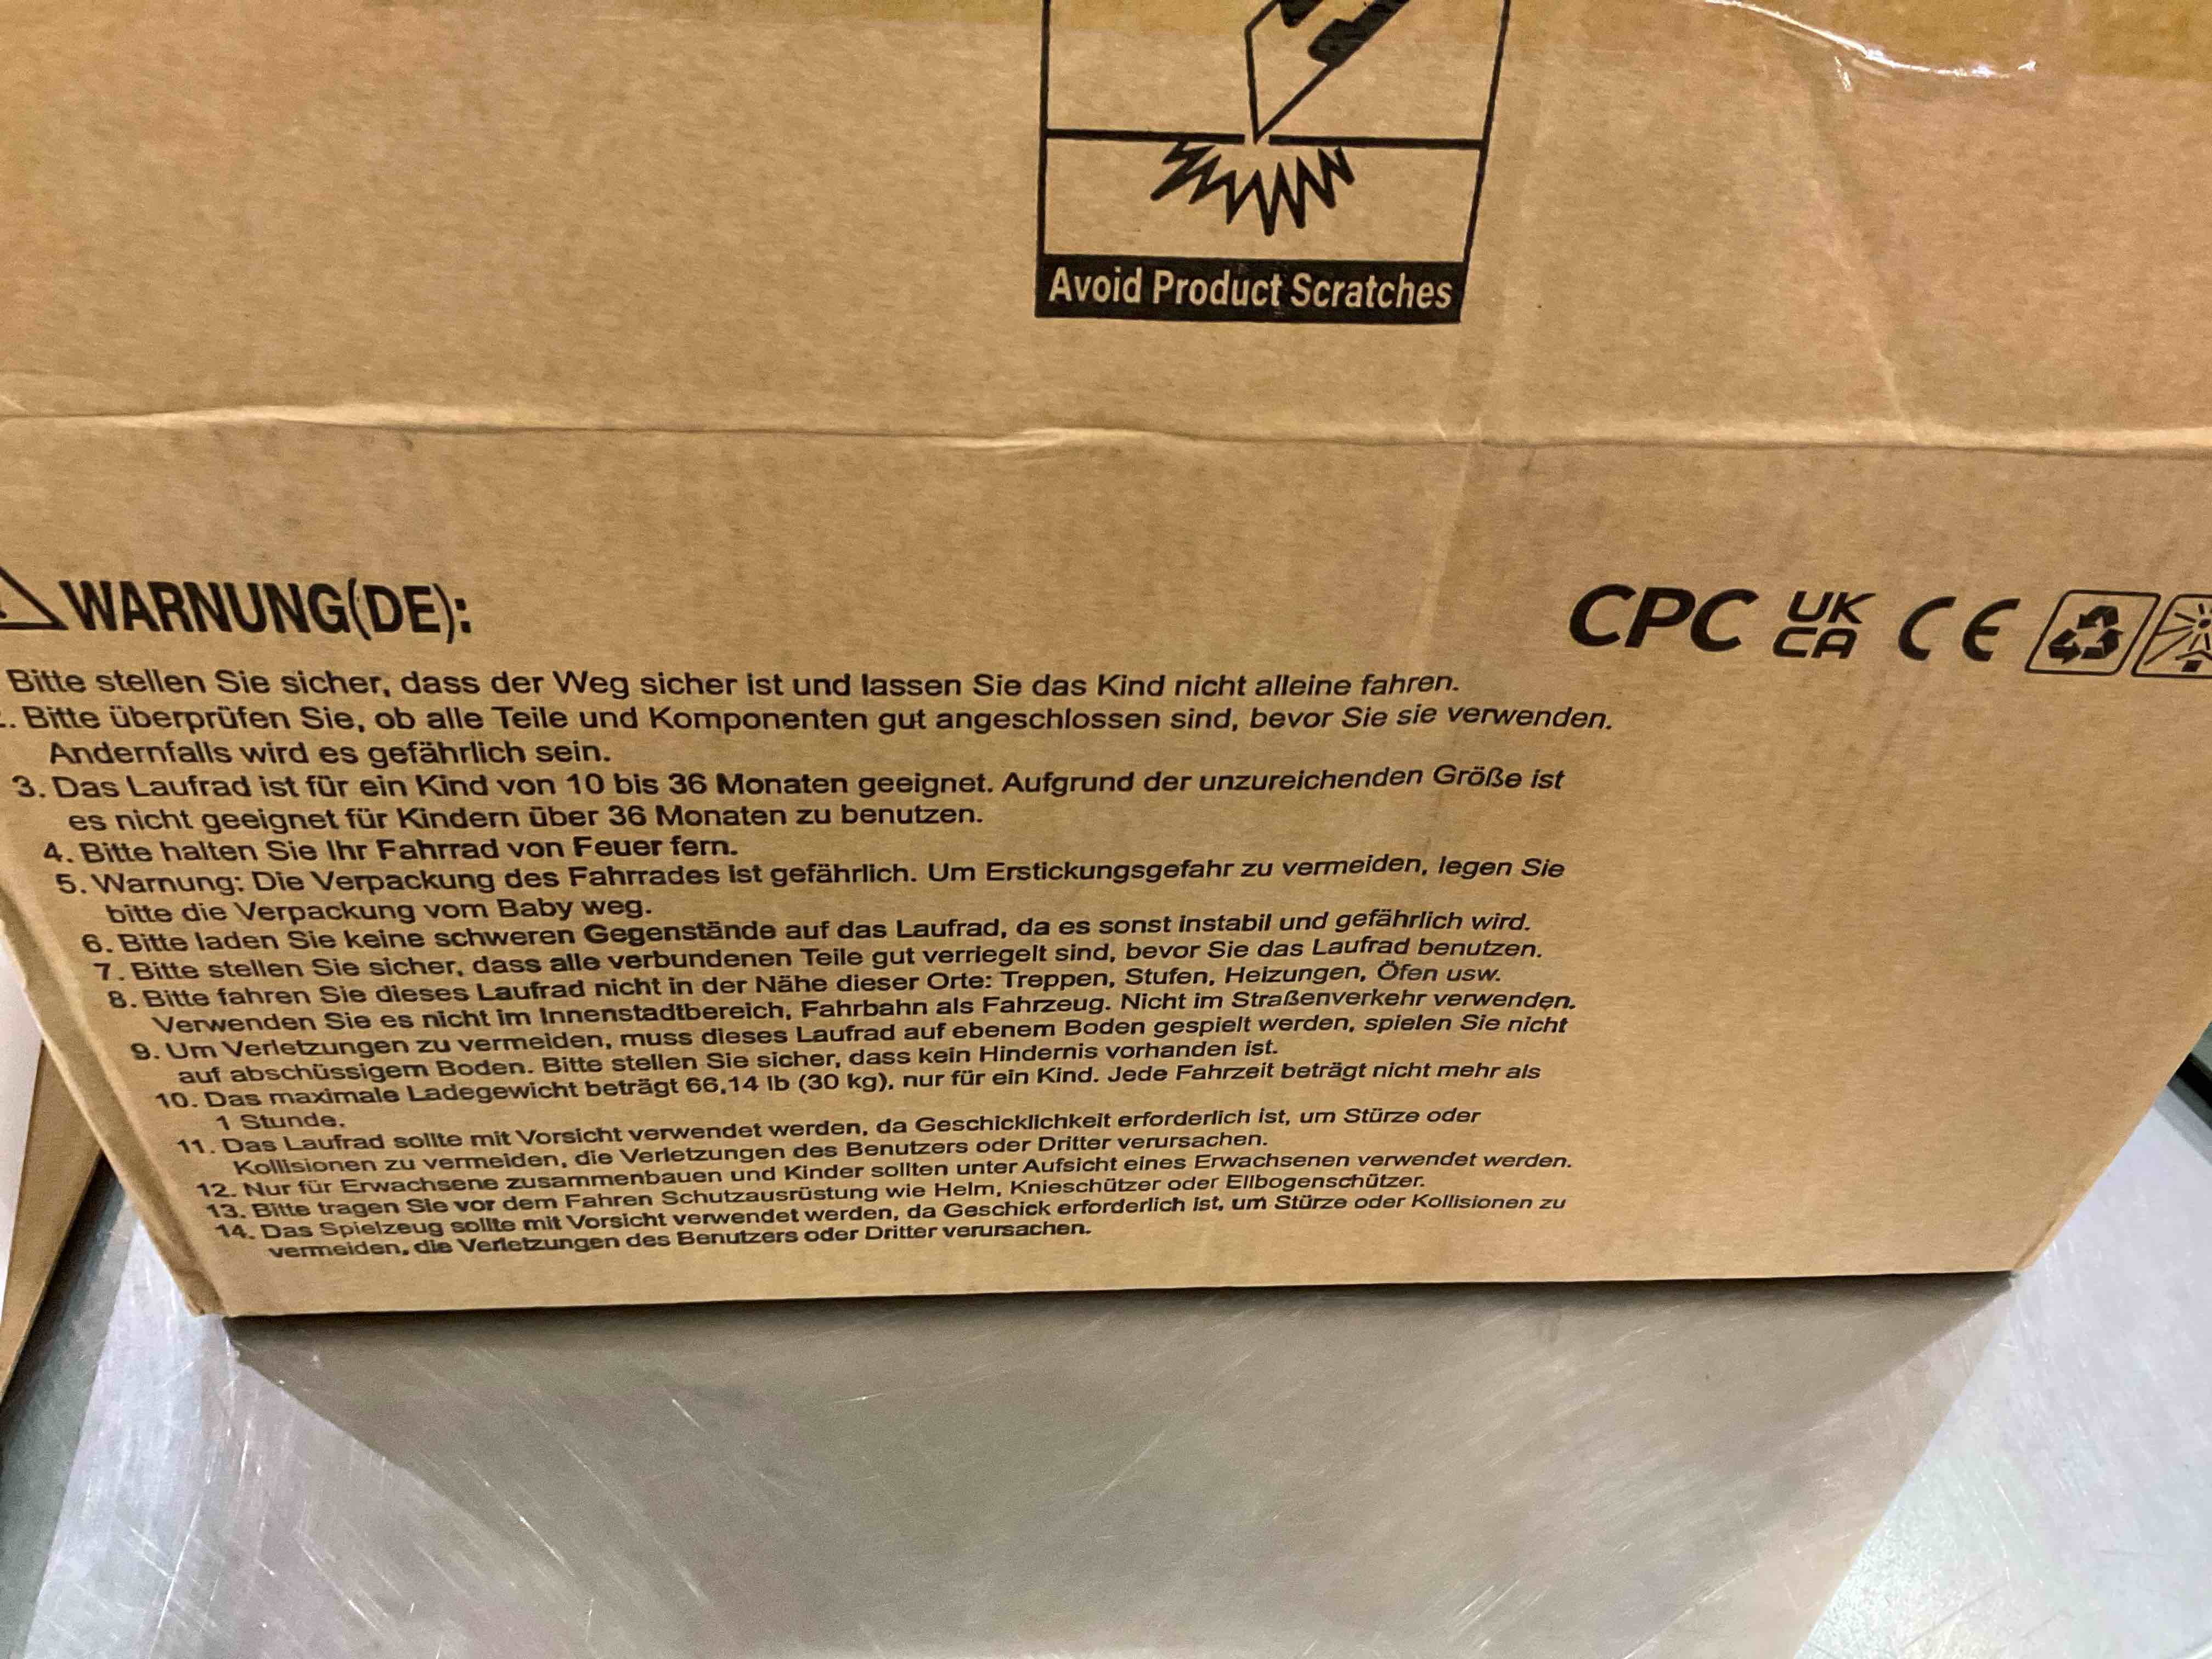 Avoid Product Scratches
WARNUNG(DE):
CPC UK CA CE
Bitte stellen Sie sicher, dass der Weg sicher ist und lassen Sie das Kind nicht alleine fahren.
. Bitte überprüfen Sie, ob alle Teile und Komponenten gut angeschlossen sind, bevor Sie sie verwenden.
Andernfalls wird es gefährlich sein.
3. Das Laufrad ist für ein Kind von 10 bis 36 Monaten geeignet. Aufgrund der unzureichenden Größe ist
es nicht geeignet für Kindern über 36 Monaten zu benutzen.
4. Bitte halten Sie Ihr Fahrrad von Feuer fern.
5. Warnung: Die Verpackung des Fahrrades ist gefährlich. Um Erstickungsgefahr zu vermeiden, legen Sie
bitte die Verpackung vom Baby weg.
6. Bitte laden Sie keine schweren Gegenstände auf das Laufrad, da es sonst instabil und gefährlich wird.
7. Bitte stellen Sie sicher, dass alle verbundenen Teile gut verriegelt sind, bevor Sie das Laufrad benutzen.
8. Bitte fahren Sie dieses Laufrad nicht in der Nähe dieser Orte: Treppen, Stufen, Heizungen, Öfen usw.
Verwenden Sie es nicht im Innenstadtbereich, Fahrbahn als Fahrzeug. Nicht im Straßenverkehr verwenden.
9. Um Verletzungen zu vermeiden, muss dieses Laufrad auf ebenem Boden gespielt werden, spielen Sie nicht
auf abschüssigem Boden. Bitte stellen Sie sicher, dass kein Hindernis vorhanden ist.
10. Das maximale Ladegewicht beträgt 66,14 lb (30 kg), nur für ein Kind. Jede Fahrzeit beträgt nicht mehr als
1 Stunde.
11. Das Laufrad sollte mit Vorsicht verwendet werden, da Geschicklichkeit erforderlich ist, um Stürze oder
Kollisionen zu vermeiden, die Verletzungen des Benutzers oder Dritter verursachen.
12. Nur für Erwachsene zusammenbauen und Kinder sollten unter Aufsicht eines Erwachsenen verwendet werden.
13. Bitte tragen Sie vor dem Fahren Schutzausrüstung wie Helm, Knieschützer oder Ellbogenschützer.
14. Das Spielzeug sollte mit Vorsicht verwendet werden, da Geschick erforderlich ist, um Stürze oder Kollisionen zu
vermeiden, die Verletzungen des Benutzers oder Dritter verursachen.